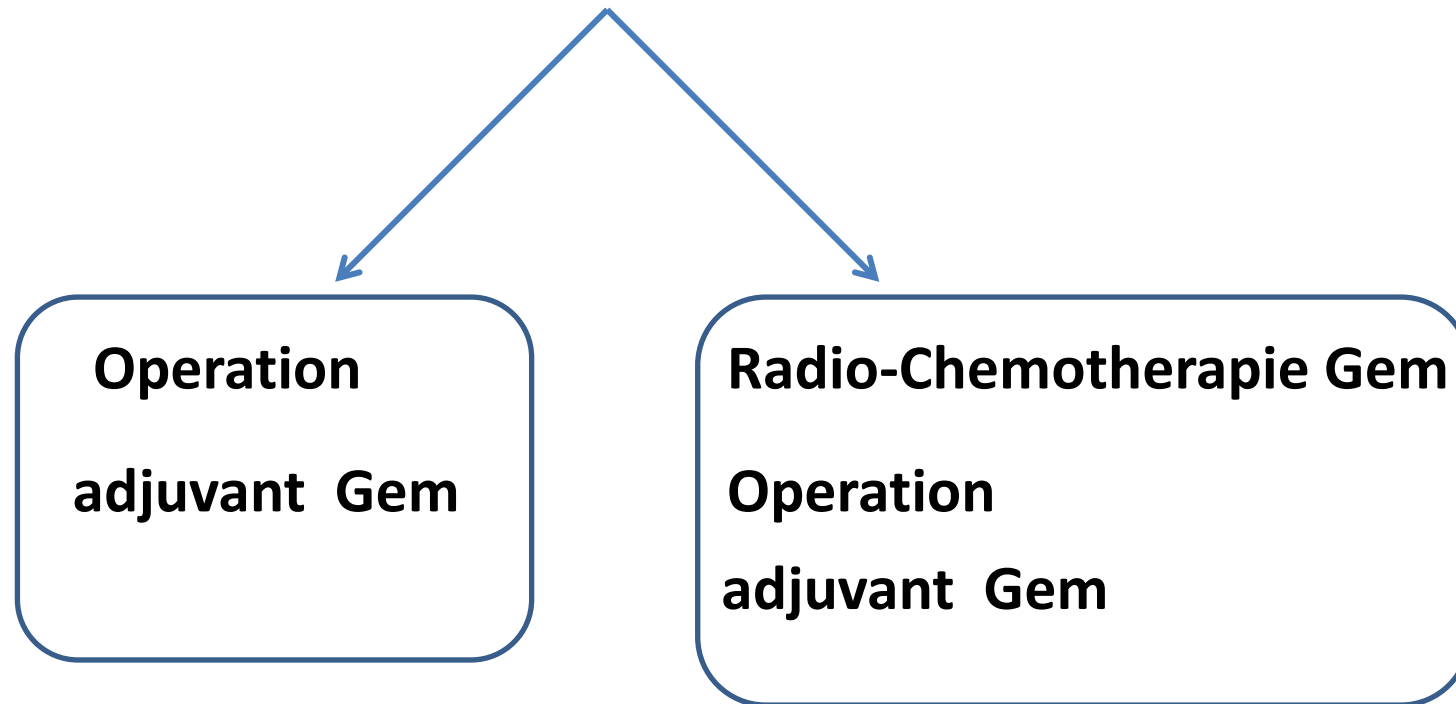 Operation
adjuvant Gem
Radio-Chemotherapie Gem
Operation
adjuvant Gem